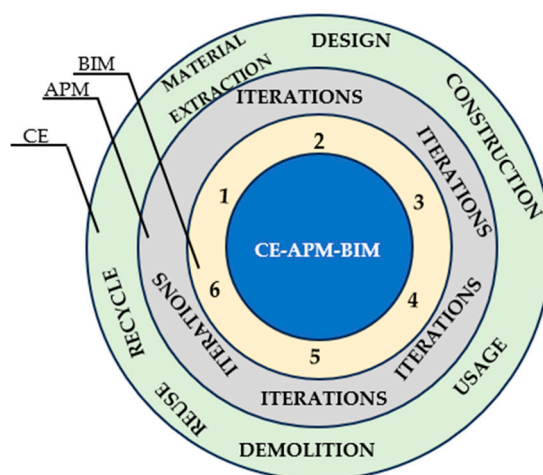 BIM
APM
CE
MATERIAL
EXTRACTION
DESIGN
CONSTRUCTION
USAGE
DEMOLITION
REUSE
RECYCLE
ITERATIONS
ITERATIONS
ITERATIONS
ITERATIONS
ITERATIONS
1
2
3
4
5
6
CE-APM-BIM